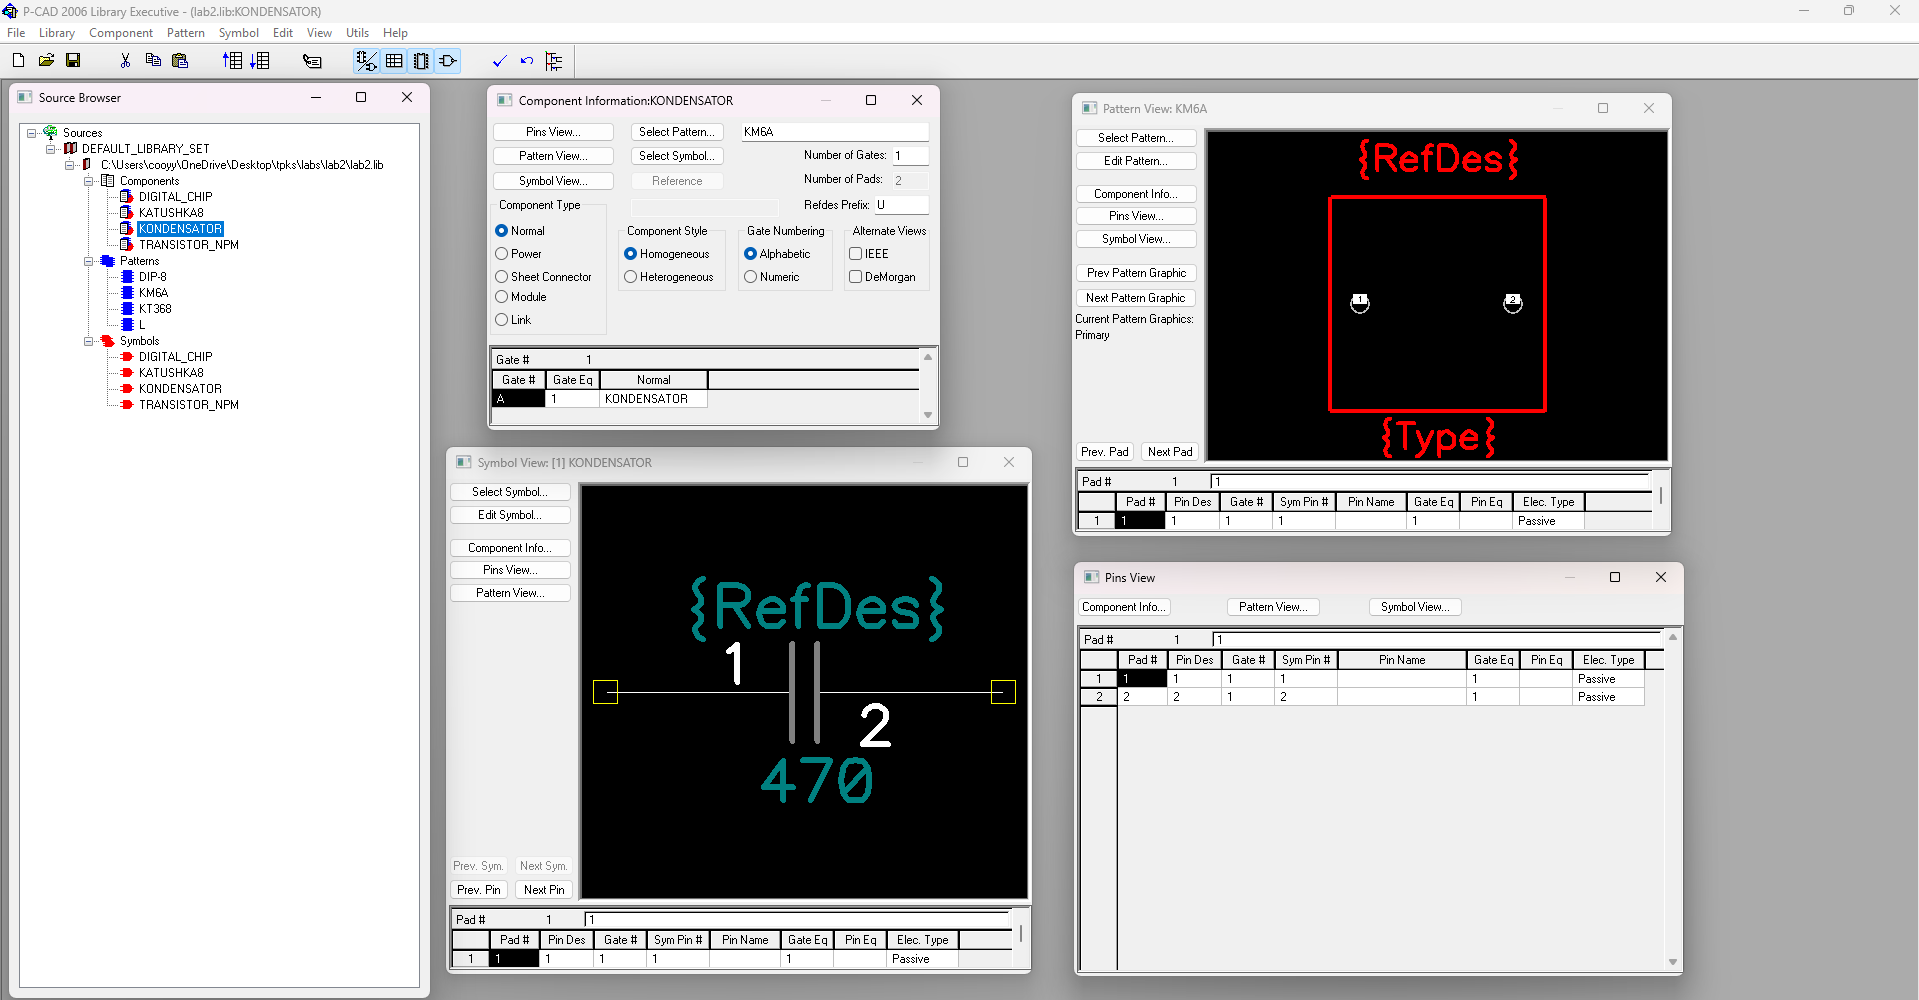 P-CAD 2006 Library Executive - (lab2.lib:KONDENSATOR)
File Library Component Pattern Symbol Edit View Utils Help
Source Browser
Sources
DEFAULT_LIBRARY_SET
C:\Users\cooyy\OneDrive\Desktop\tpks\labs\lab2\lab2.lib
Components
DIGITAL_CHIP
KATUSHKA8
KONDENSATOR
TRANSISTOR_NPM
Patterns
DIP-8
KM6A
KT368
L
Symbols
DIGITAL_CHIP
KATUSHKA8
KONDENSATOR
TRANSISTOR_NPM
Component Information:KONDENSATOR
Pins View... Select Pattern... KM6A
Pattern View... Select Symbol... Number of Gates: 1
Symbol View... Reference Number of Pads: 2
Component Type Refdes Prefix: U
Normal Component Style Gate Numbering Alternate Views
Power Homogeneous Alphabetic IEEE
Sheet Connector Heterogeneous Numeric DeMorgan
Module
Link
Gate # 1
Gate # Gate Eq Normal
A 1 KONDENSATOR
Symbol View: [1] KONDENSATOR
Select Symbol...
Edit Symbol...
Component Info...
Pins View...
Pattern View...
{RefDes}
1
2
470
Prev. Sym. Next Sym.
Prev. Pin Next Pin
Pad # 1 1
Pad # Pin Des Gate # Sym Pin # Pin Name Gate Eq Pin Eq Elec. Type
1 1 1 1 1 1 Passive
Pattern View: KM6A
Select Pattern...
Edit Pattern...
Component Info...
Pins View...
Symbol View...
Prev Pattern Graphic
Next Pattern Graphic
Current Pattern Graphics:
Primary
{RefDes}
1 2
{Type}
Prev. Pad Next Pad
Pad # 1 1
Pad # Pin Des Gate # Sym Pin # Pin Name Gate Eq Pin Eq Elec. Type
1 1 1 1 1 1 Passive
Pins View
Component Info... Pattern View... Symbol View...
Pad # 1 1
Pad # Pin Des Gate # Sym Pin # Pin Name Gate Eq Pin Eq Elec. Type
1 1 1 1 1 1 Passive
2 2 2 1 2 1 Passive